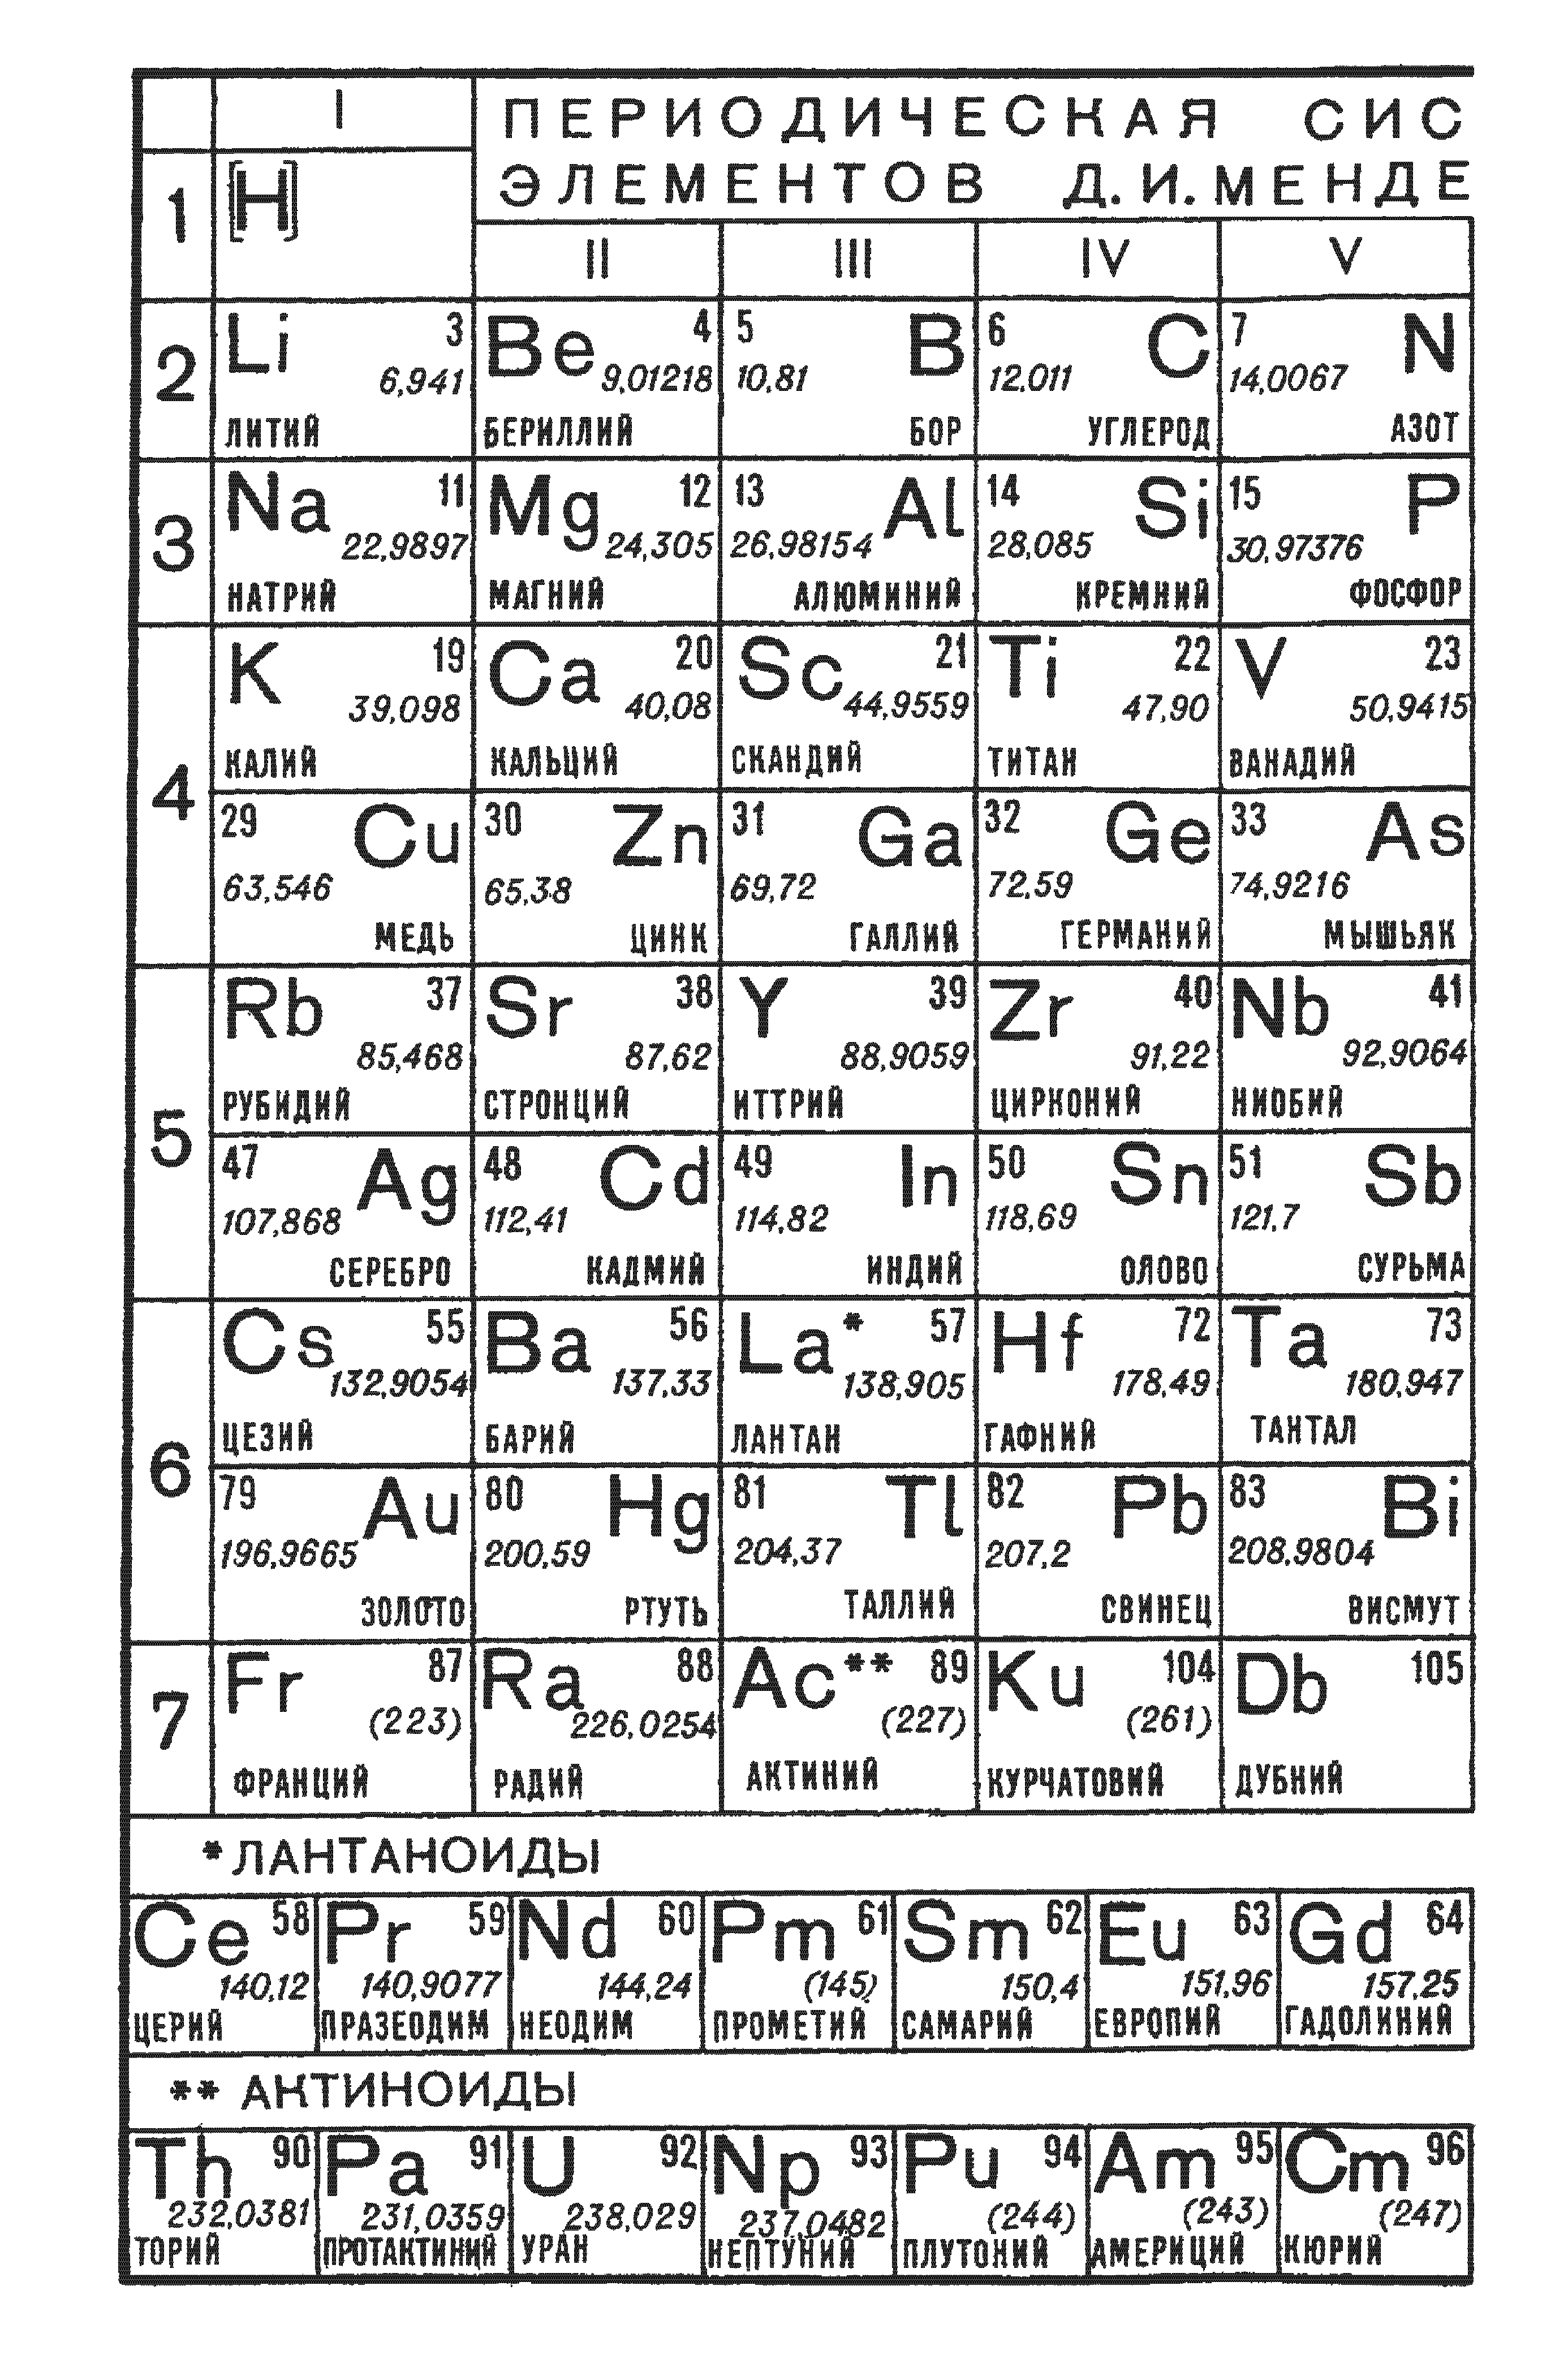 I ПЕРИОДИЧЕСКАЯ СИС
1 [H] ЭЛЕМЕНТОВ Д.И.МЕНДЕ
II III IV V
2 Li 3 Be 4 5 B 6 C 7 N
6,941 9,01218 10,81 12,011 14,0067
ЛИТИЙ БЕРИЛЛИЙ БОР УГЛЕРОД АЗОТ
3 Na 11 Mg 12 13 Al 14 Si 15 P
22,9897 24,305 26,98154 28,085 30,97376
НАТРИЙ МАГНИЙ АЛЮМИНИЙ КРЕМНИЙ ФОСФОР
4 K 19 Ca 20 Sc 21 Ti 22 V 23
39,098 40,08 44,9559 47,90 50,9415
КАЛИЙ КАЛЬЦИЙ СКАНДИЙ ТИТАН ВАНАДИЙ
29 Cu 30 Zn 31 Ga 32 Ge 33 As
63,546 65,38 69,72 72,59 74,9216
МЕДЬ ЦИНК ГАЛЛИЙ ГЕРМАНИЙ МЫШЬЯК
5 Rb 37 Sr 38 Y 39 Zr 40 Nb 41
85,468 87,62 88,9059 91,22 92,9064
РУБИДИЙ СТРОНЦИЙ ИТТРИЙ ЦИРКОНИЙ НИОБИЙ
47 Ag 48 Cd 49 In 50 Sn 51 Sb
107,868 112,41 114,82 118,69 121,7
СЕРЕБРО КАДМИЙ ИНДИЙ ОЛОВО СУРЬМА
6 Cs 55 Ba 56 La* 57 Hf 72 Ta 73
132,9054 137,33 138,905 178,49 180,947
ЦЕЗИЙ БАРИЙ ЛАНТАН ГАФНИЙ ТАНТАЛ
79 Au 80 Hg 81 Tl 82 Pb 83 Bi
196,9665 200,59 204,37 207,2 208,9804
ЗОЛОТО РТУТЬ ТАЛЛИЙ СВИНЕЦ ВИСМУТ
7 Fr 87 Ra 88 Ac** 89 Ku 104 Db 105
(223) 226,0254 (227) (261)
ФРАНЦИЙ РАДИЙ АКТИНИЙ КУРЧАТОВИЙ ДУБНИЙ
*ЛАНТАНОИДЫ
Ce 58 Pr 59 Nd 60 Pm 61 Sm 62 Eu 63 Gd 64
140,12 140,9077 144,24 (145) 150,4 151,96 157,25
ЦЕРИЙ ПРАЗЕОДИМ НЕОДИМ ПРОМЕТИЙ САМАРИЙ ЕВРОПИЙ ГАДОЛИНИЙ
** АКТИНОИДЫ
Th 90 Pa 91 U 92 Np 93 Pu 94 Am 95 Cm 96
232,0381 231,0359 238,029 237,0482 (244) (243) (247)
ТОРИЙ ПРОТАКТИНИЙ УРАН НЕПТУНИЙ ПЛУТОНИЙ АМЕРИЦИЙ КЮРИЙ